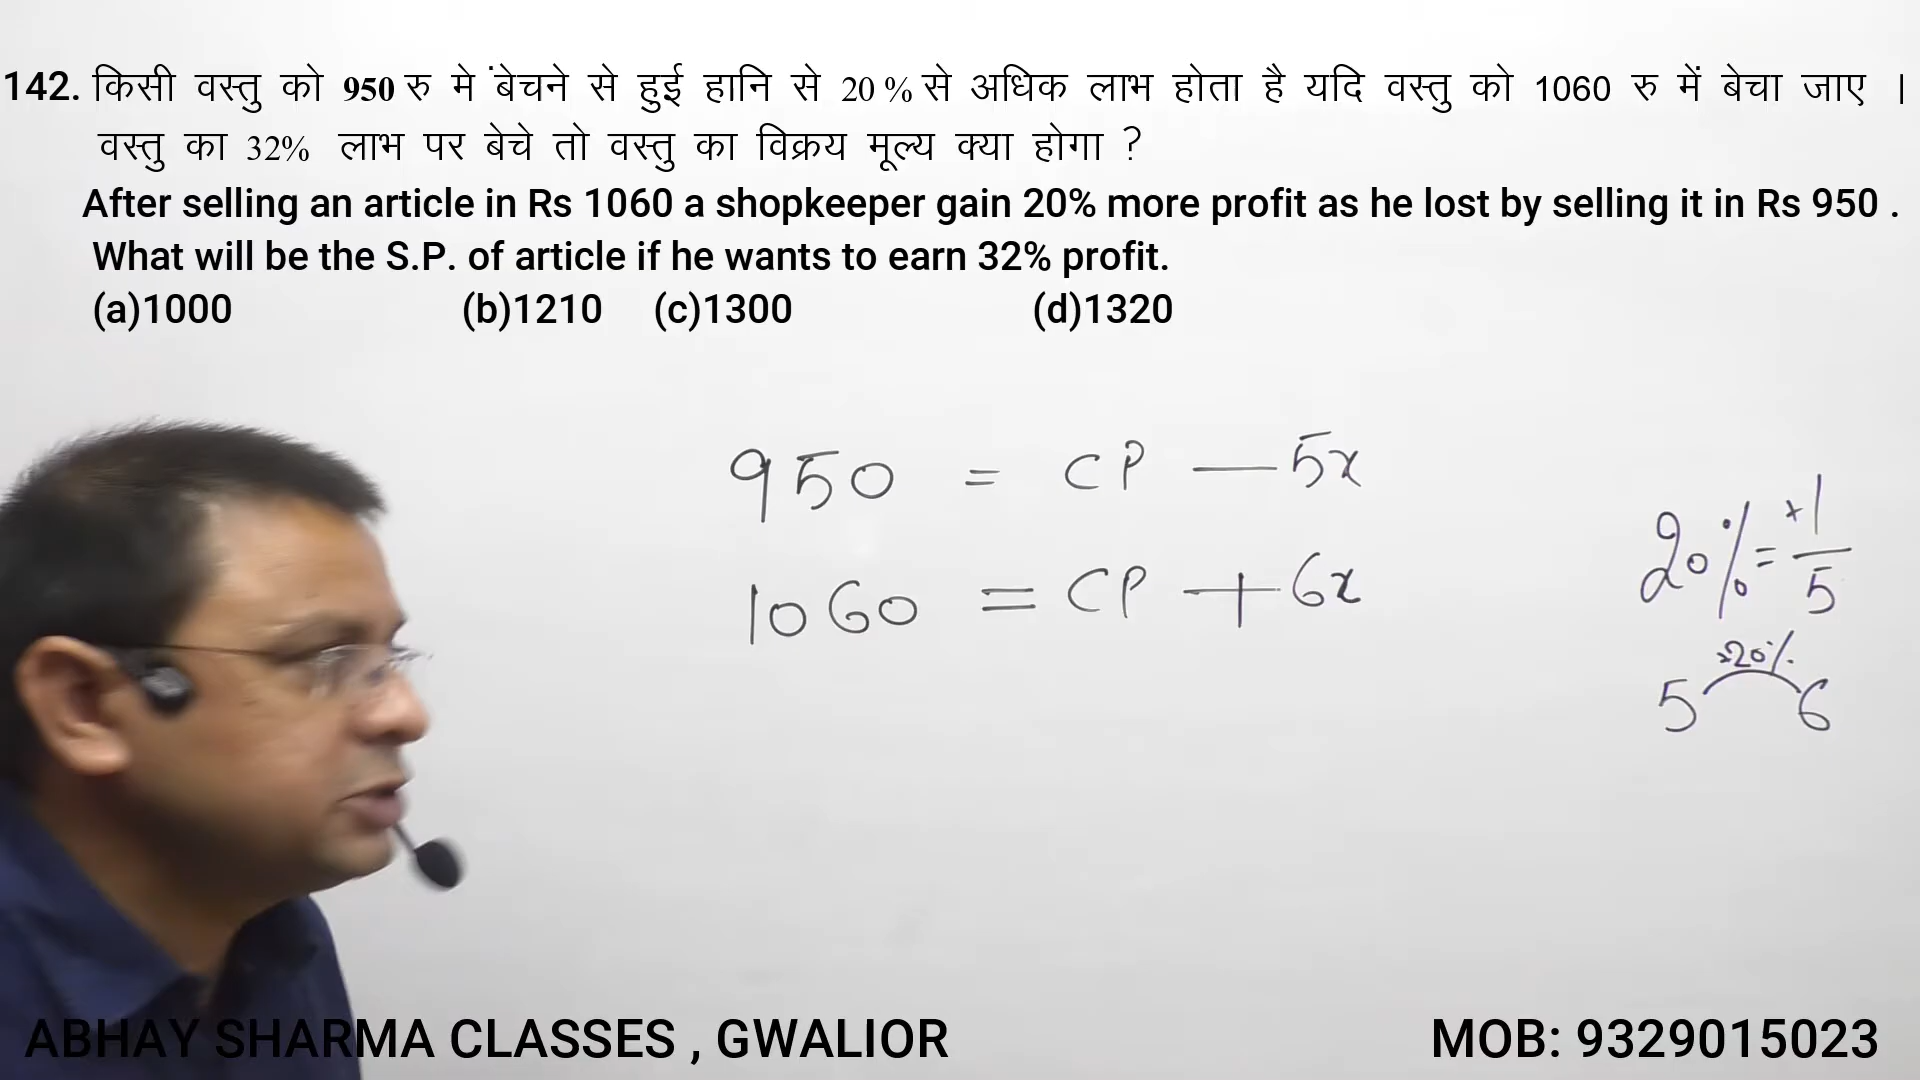 142. किसी वस्तु को 950 रु मे बेचने से हुई हानि से 20 % से अधिक लाभ होता है यदि वस्तु को 1060 रु में बेचा जाए ।
वस्तु का 32% लाभ पर बेचे तो वस्तु का विक्रय मूल्य क्या होगा ?
After selling an article in Rs 1060 a shopkeeper gain 20% more profit as he lost by selling it in Rs 950 .
What will be the S.P. of article if he wants to earn 32% profit.
(a)1000 (b)1210 (c)1300 (d)1320
950 = CP — 5x
1060 = CP + 6x
20% = +1/5
+20%
5 6
ABHAY SHARMA CLASSES , GWALIOR
MOB: 9329015023